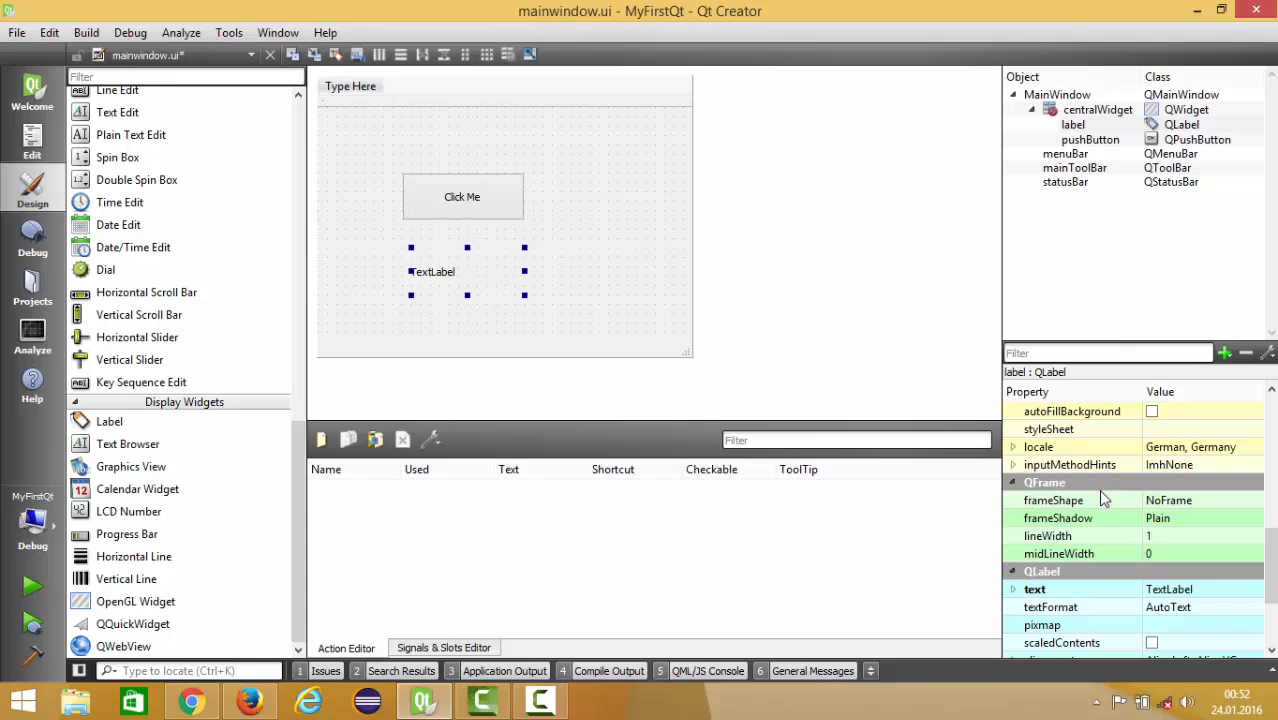 mainwindow.ui - MyFirstQt - Qt Creator
File Edit Build Debug Analyze Tools Window Help
mainwindow.ui*
Filter
Welcome
Edit
Design
Debug
Projects
Analyze
Help
MyFirstQt
Debug
Line Edit
Text Edit
Plain Text Edit
Spin Box
Double Spin Box
Time Edit
Date Edit
Date/Time Edit
Dial
Horizontal Scroll Bar
Vertical Scroll Bar
Horizontal Slider
Vertical Slider
Key Sequence Edit
Display Widgets
Label
Text Browser
Graphics View
Calendar Widget
LCD Number
Progress Bar
Horizontal Line
Vertical Line
OpenGL Widget
QQuickWidget
QWebView
Type Here
Click Me
TextLabel
Filter
Name Used Text Shortcut Checkable ToolTip
Action Editor Signals & Slots Editor
Object Class
MainWindow QMainWindow
centralWidget QWidget
label QLabel
pushButton QPushButton
menuBar QMenuBar
mainToolBar QToolBar
statusBar QStatusBar
Filter
label : QLabel
Property Value
autoFillBackground
styleSheet
locale German, Germany
inputMethodHints ImhNone
QFrame
frameShape NoFrame
frameShadow Plain
lineWidth 1
midLineWidth 0
QLabel
text TextLabel
textFormat AutoText
pixmap
scaledContents
Type to locate (Ctrl+K) 1 Issues 2 Search Results 3 Application Output 4 Compile Output 5 QML/JS Console 6 General Messages
00:52
24.01.2016